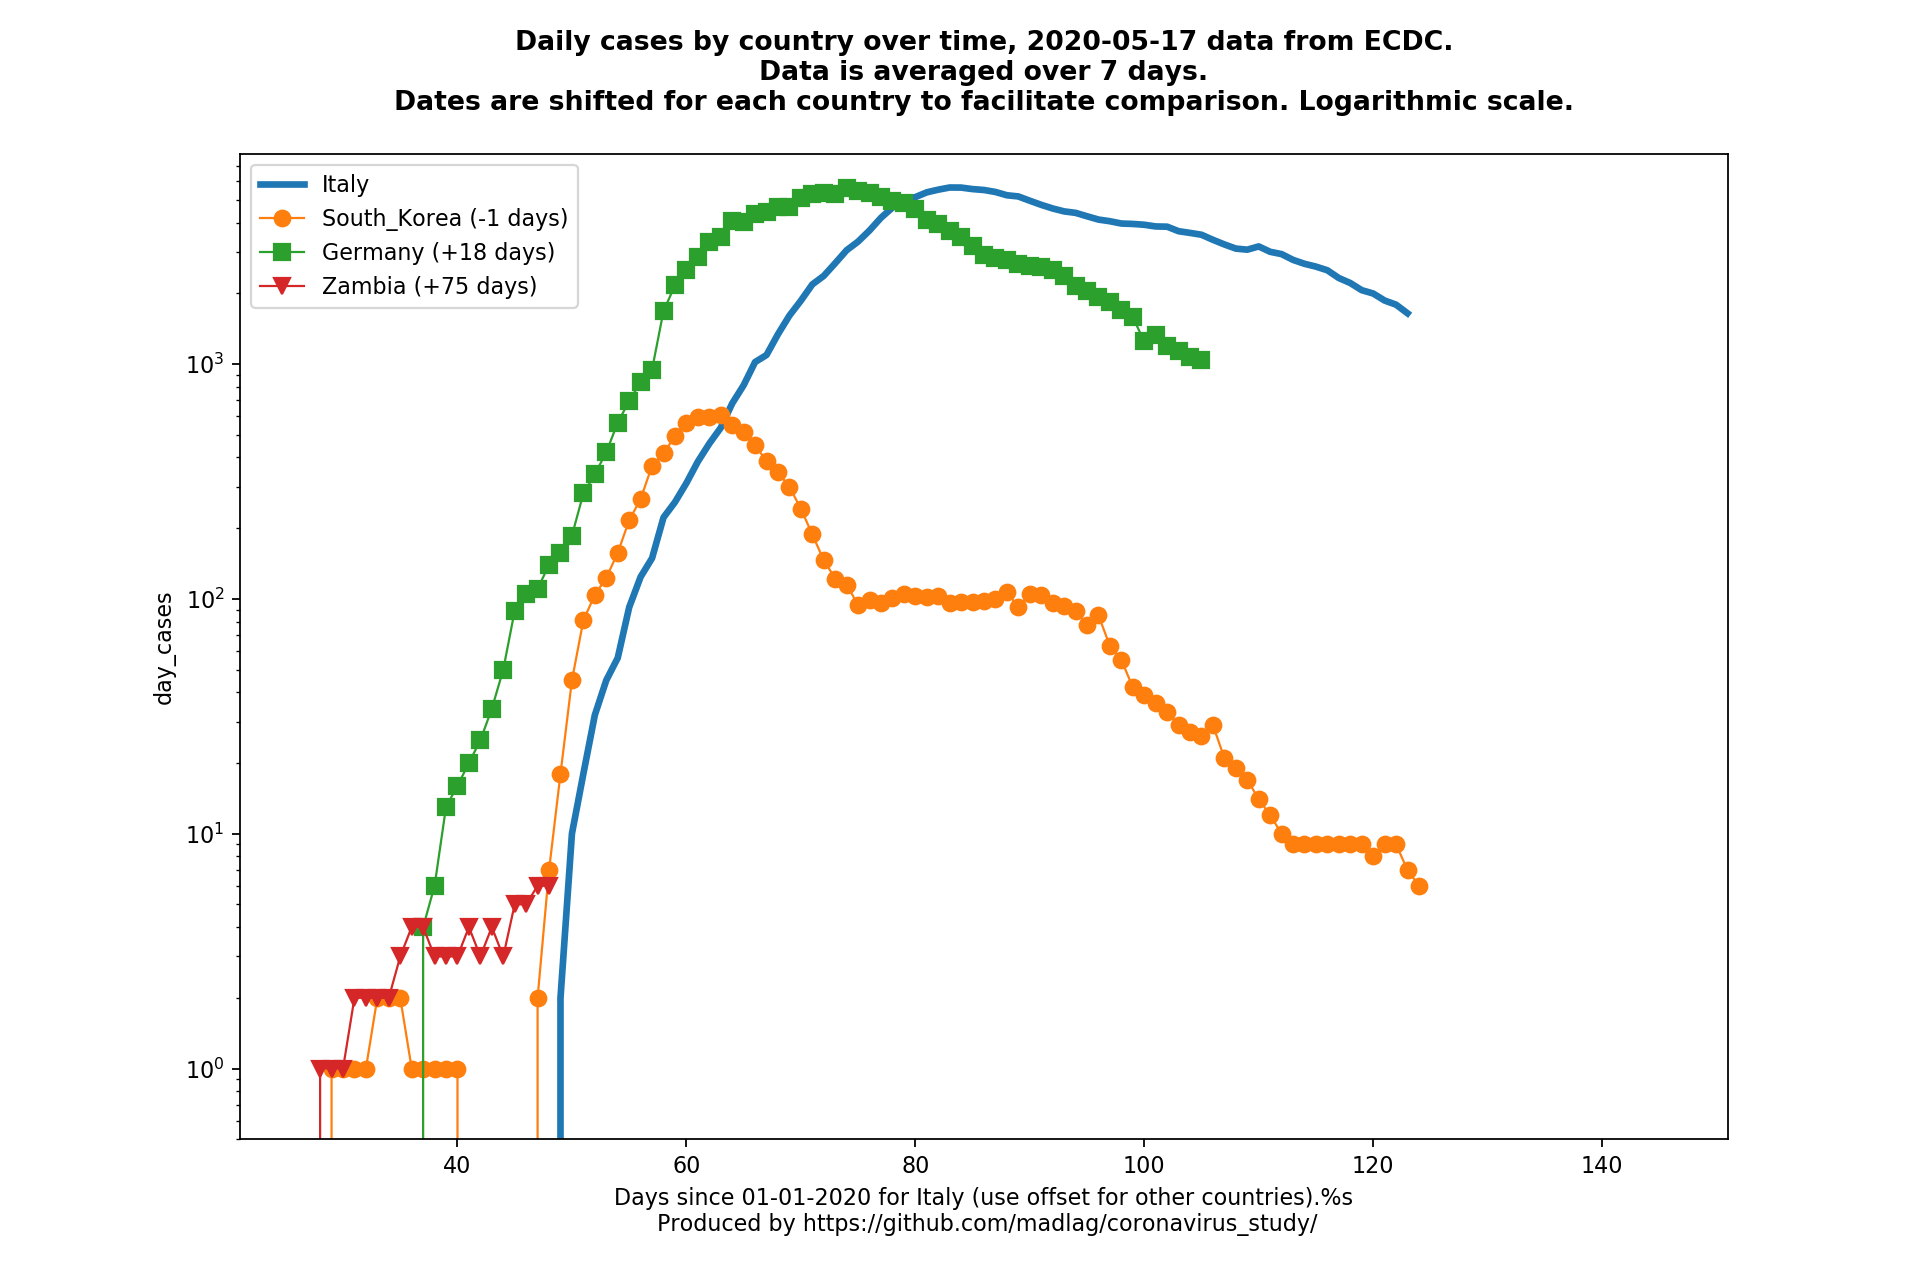 Daily cases by country over time, 2020-05-17 data from ECDC.
Data is averaged over 7 days.
Dates are shifted for each country to facilitate comparison. Logarithmic scale.
Italy
South_Korea (-1 days)
Germany (+18 days)
Zambia (+75 days)
day_cases
10³
10²
10¹
10⁰
40 60 80 100 120 140
Days since 01-01-2020 for Italy (use offset for other countries).%s
Produced by https://github.com/madlag/coronavirus_study/